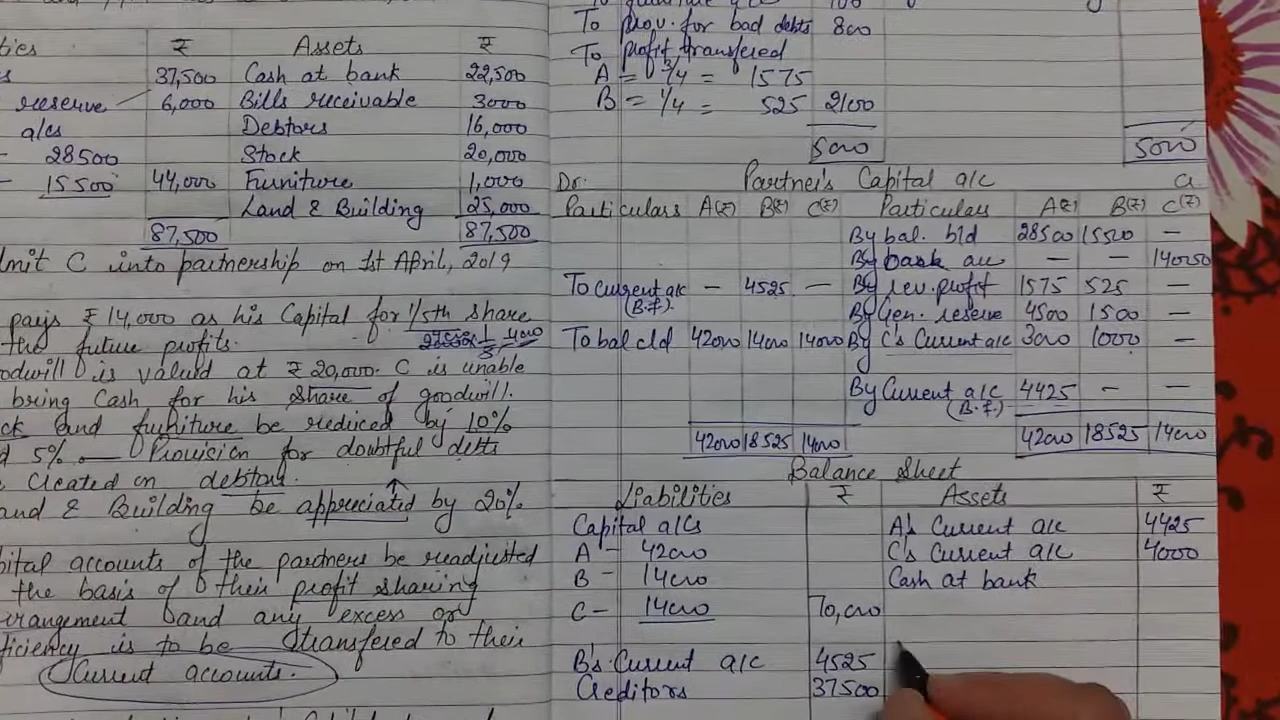 ties ₹ Assets ₹
37,500 Cash at bank 22,500
reserve 6,000 Bills receivable 3000
a/cs Debtors 16,000
- 28500 Stock 20,000
- 15500 44,000 Furniture 1,000
Land & Building 25,000
87,500 87,500
dmit C into partnership on 1st April, 2019
pays ₹ 14,000 as his Capital for 1/5th share
the future profits.
oodwill is valued at ₹ 20,000. C is unable
bring Cash for his share of goodwill.
ck and furniture be reduced by 10%
d 5% Provision for doubtful debts
created on debtors.
and & Building be appreciated by 20%
pital accounts of the partners be readjusted
the basis of their profit sharing
rrangement and any excess or
ficiency is to be transferred to their
Current accounts.
To prov. for bad debts 800
To profit transfered
A = 3/4 = 1575
B = 1/4 = 525 2100
5000 5000
Dr. Partner's Capital a/c Cr
Particulars A(₹) B(₹) C(₹) Particulars A(₹) B(₹) C(₹)
By bal. b/d 28500 15500 -
By bank a/c - - 14000
To current a/c - 4525 - By rev. profit 1575 525 -
(B.f.) By Gen. reserve 4500 1500 -
To bal c/d 42000 14000 14000 By C's Current a/c 3000 1000 -
By Current a/c 4425 - -
(B.f.)
42000 18525 14000 42000 18525 14000
Balance Sheet
Liabilities ₹ Assets ₹
Capital a/cs A's Current a/c 4425
A - 42000 C's Current a/c 4000
B - 14000 Cash at bank
C - 14000 70,000
B's Current a/c 4525
Creditors 37500